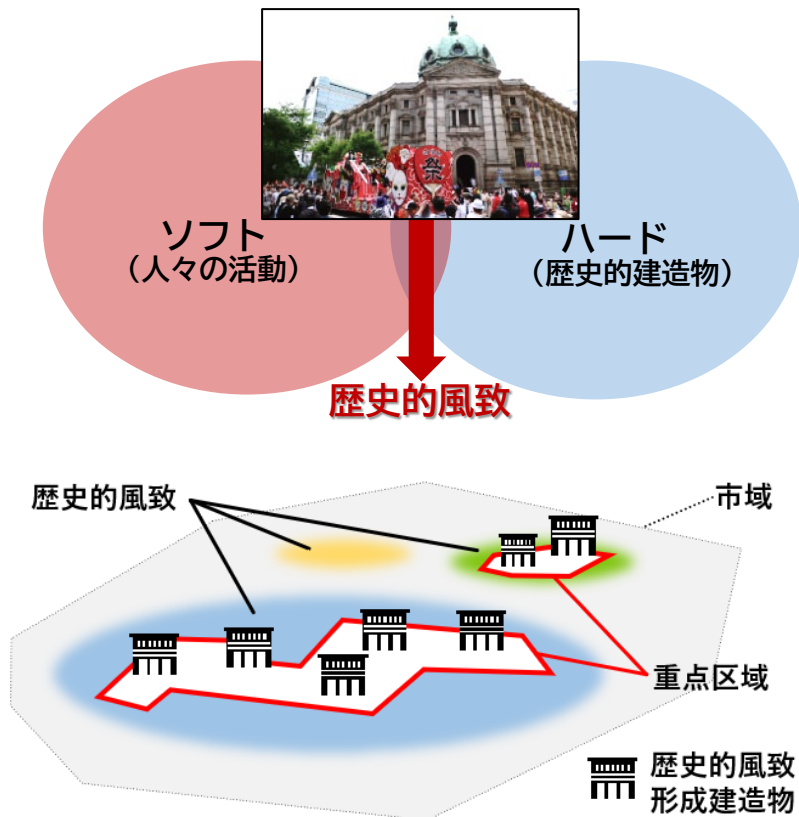 祭
ソフト
（人々の活動）
ハード
（歴史的建造物）
歴史的風致
歴史的風致
市域
重点区域
歴史的風致
形成建造物